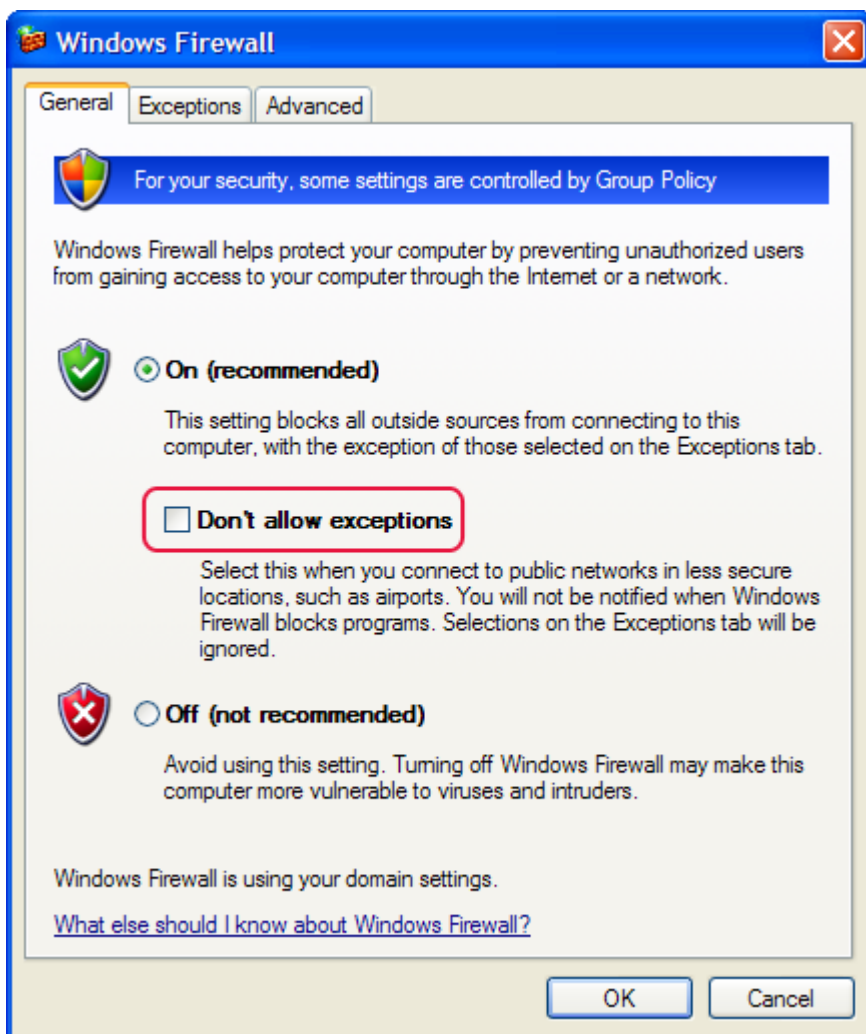 Windows Firewall
General Exceptions Advanced
For your security, some settings are controlled by Group Policy
Windows Firewall helps protect your computer by preventing unauthorized users
from gaining access to your computer through the Internet or a network.
On (recommended)
This setting blocks all outside sources from connecting to this
computer, with the exception of those selected on the Exceptions tab.
Don't allow exceptions
Select this when you connect to public networks in less secure
locations, such as airports. You will not be notified when Windows
Firewall blocks programs. Selections on the Exceptions tab will be
ignored.
Off (not recommended)
Avoid using this setting. Turning off Windows Firewall may make this
computer more vulnerable to viruses and intruders.
Windows Firewall is using your domain settings.
What else should I know about Windows Firewall?
OK Cancel